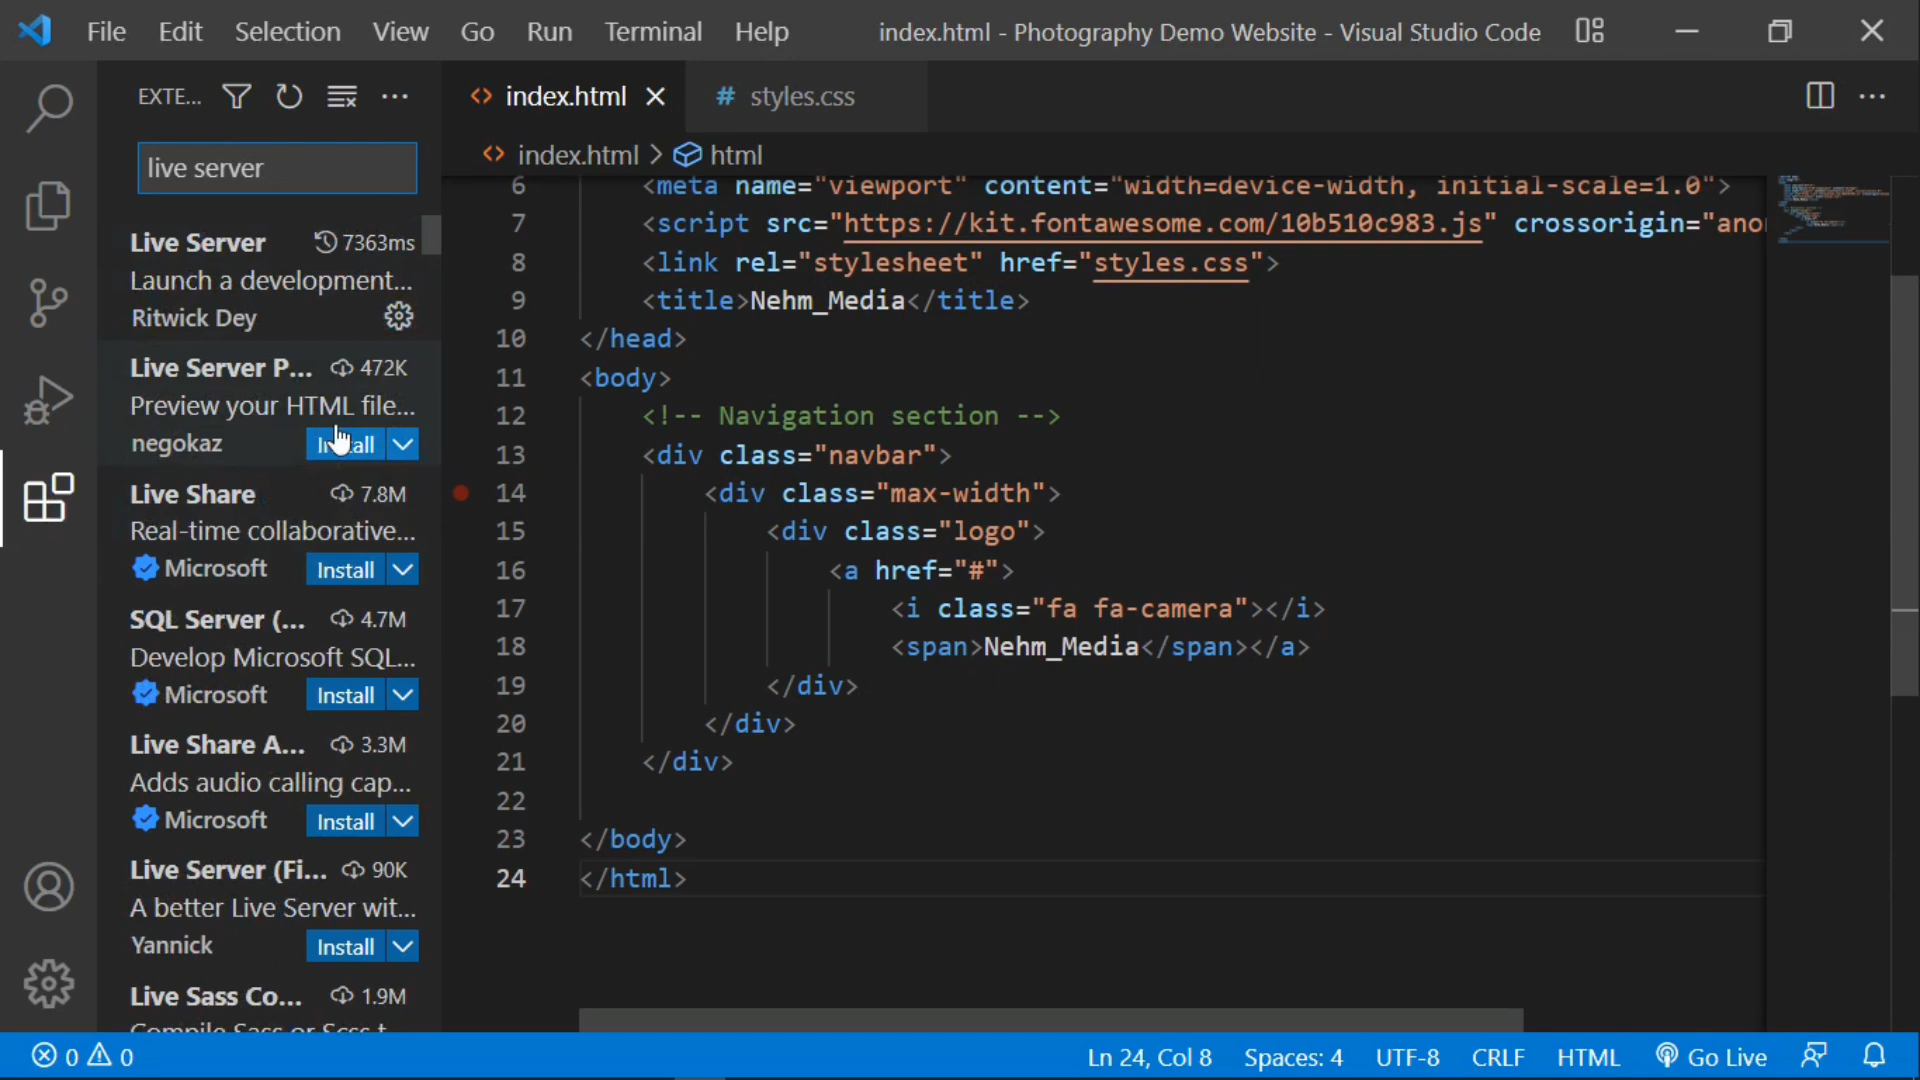 File Edit Selection View Go Run Terminal Help index.html - Photography Demo Website - Visual Studio Code
EXTE...
live server
Live Server 7363ms
Launch a development...
Ritwick Dey
Live Server P... 472K
Preview your HTML file...
negokaz Install
Live Share 7.8M
Real-time collaborative...
Microsoft Install
SQL Server (... 4.7M
Develop Microsoft SQL...
Microsoft Install
Live Share A... 3.3M
Adds audio calling cap...
Microsoft Install
Live Server (Fi... 90K
A better Live Server wit...
Yannick Install
Live Sass Co... 1.9M
index.html # styles.css
index.html > html
6 <meta name="viewport" content="width=device-width, initial-scale=1.0">
7 <script src="https://kit.fontawesome.com/10b510c983.js" crossorigin="ano
8 <link rel="stylesheet" href="styles.css">
9 <title>Nehm_Media</title>
10 </head>
11 <body>
12 <!-- Navigation section -->
13 <div class="navbar">
14 <div class="max-width">
15 <div class="logo">
16 <a href="#">
17 <i class="fa fa-camera"></i>
18 <span>Nehm_Media</span></a>
19 </div>
20 </div>
21 </div>
22
23 </body>
24 </html>
0 0 Ln 24, Col 8 Spaces: 4 UTF-8 CRLF HTML Go Live